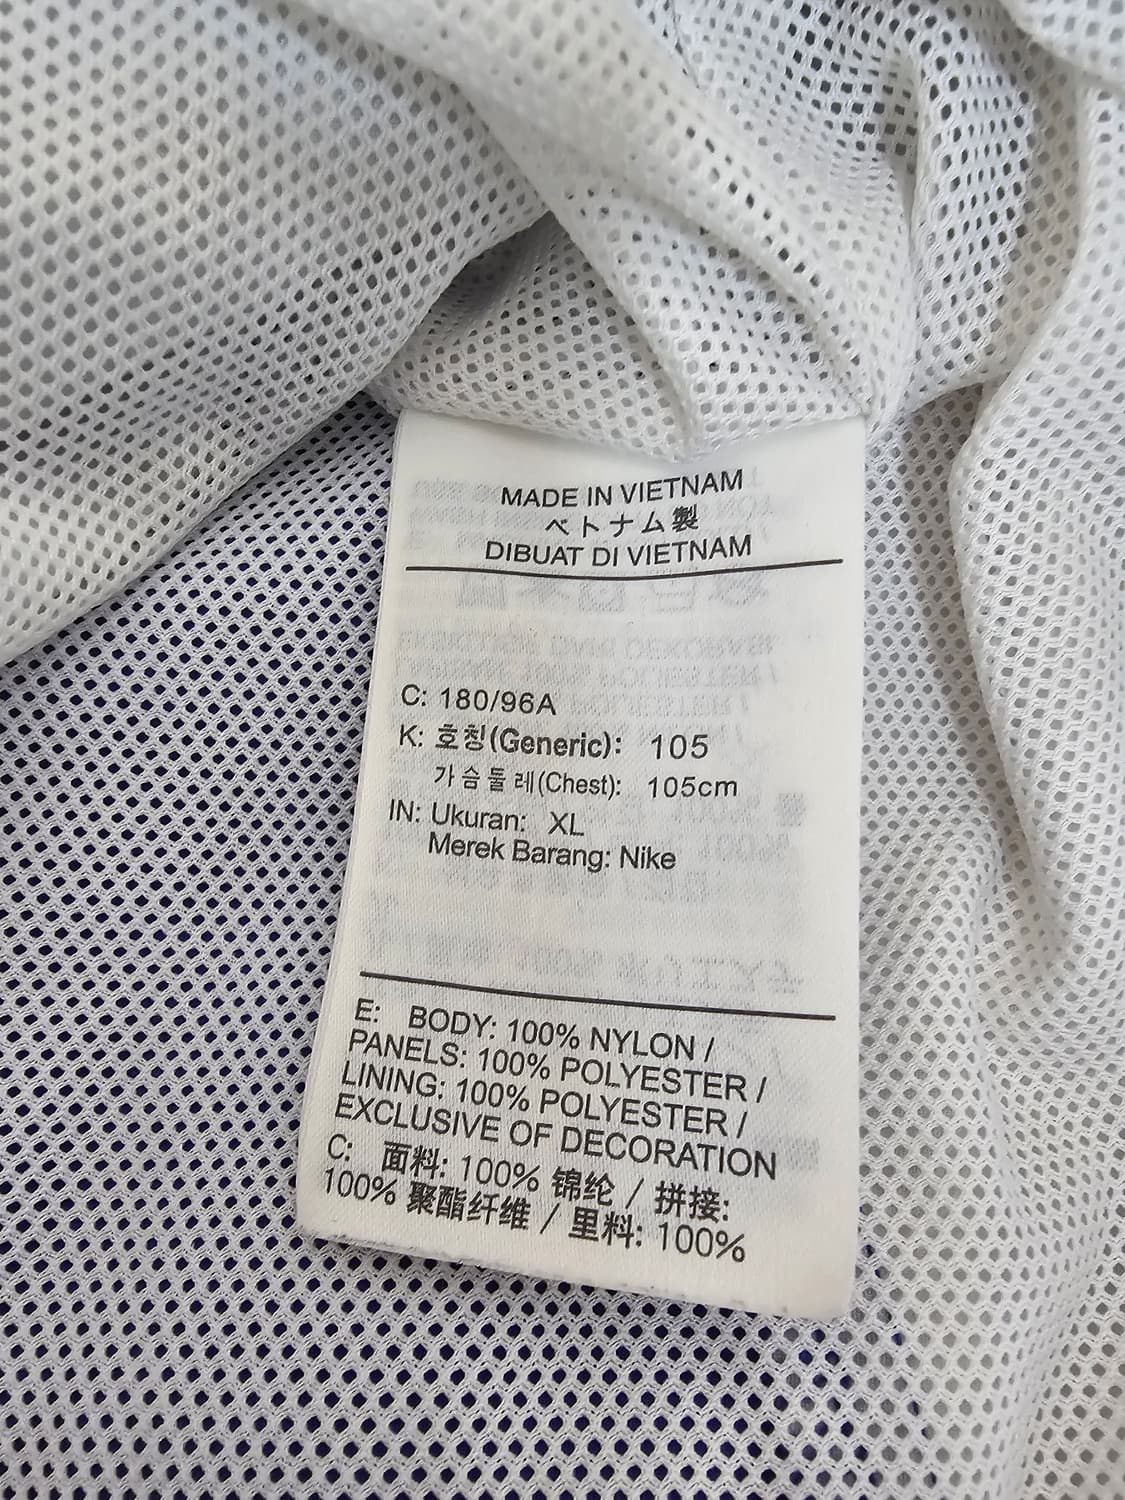 MADE IN VIETNAM
ベトナム製
DIBUAT DI VIETNAM
C: 180/96A
K: 호칭(Generic): 105
가슴둘레(Chest): 105cm
IN: Ukuran: XL
Merek Barang: Nike
E: BODY: 100% NYLON /
PANELS: 100% POLYESTER /
LINING: 100% POLYESTER /
EXCLUSIVE OF DECORATION
C: 面料: 100% 锦纶 / 拼接:
100% 聚酯纤维 / 里料: 100%